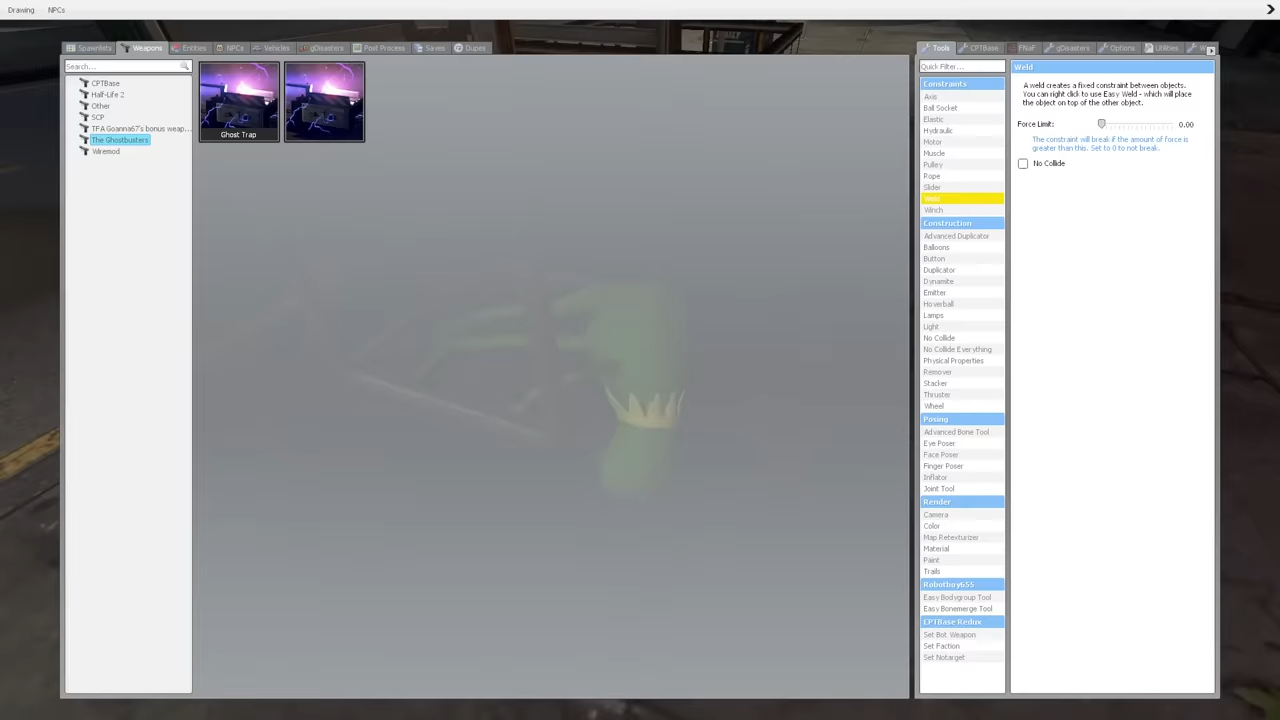 Drawing NPCs
Spawnlists Weapons Entities NPCs Vehicles gDisasters Post Process Saves Dupes
Search...
CPTBase
Half-Life 2
Other
SCP
TFA Goanna67's bonus weap...
The Ghostbusters
Wiremod
Ghost Trap
Tools CPTBase FNaF gDisasters Options Utilities W
Quick Filter...
Constraints
Axis
Ball Socket
Elastic
Hydraulic
Motor
Muscle
Pulley
Rope
Slider
Weld
Winch
Construction
Advanced Duplicator
Balloons
Button
Duplicator
Dynamite
Emitter
Hoverball
Lamps
Light
No Collide
No Collide Everything
Physical Properties
Remover
Stacker
Thruster
Wheel
Posing
Advanced Bone Tool
Eye Poser
Face Poser
Finger Poser
Inflator
Joint Tool
Render
Camera
Color
Map Retexturizer
Material
Paint
Trails
Robotboy655
Easy Bodygroup Tool
Easy Bonemerge Tool
CPTBase Redux
Set Bot Weapon
Set Faction
Set Notarget
Weld
A weld creates a fixed constraint between objects.
You can right click to use Easy Weld - which will place
the object on top of the other object.
Force Limit: 0.00
The constraint will break if the amount of force is
greater than this. Set to 0 to not break.
No Collide